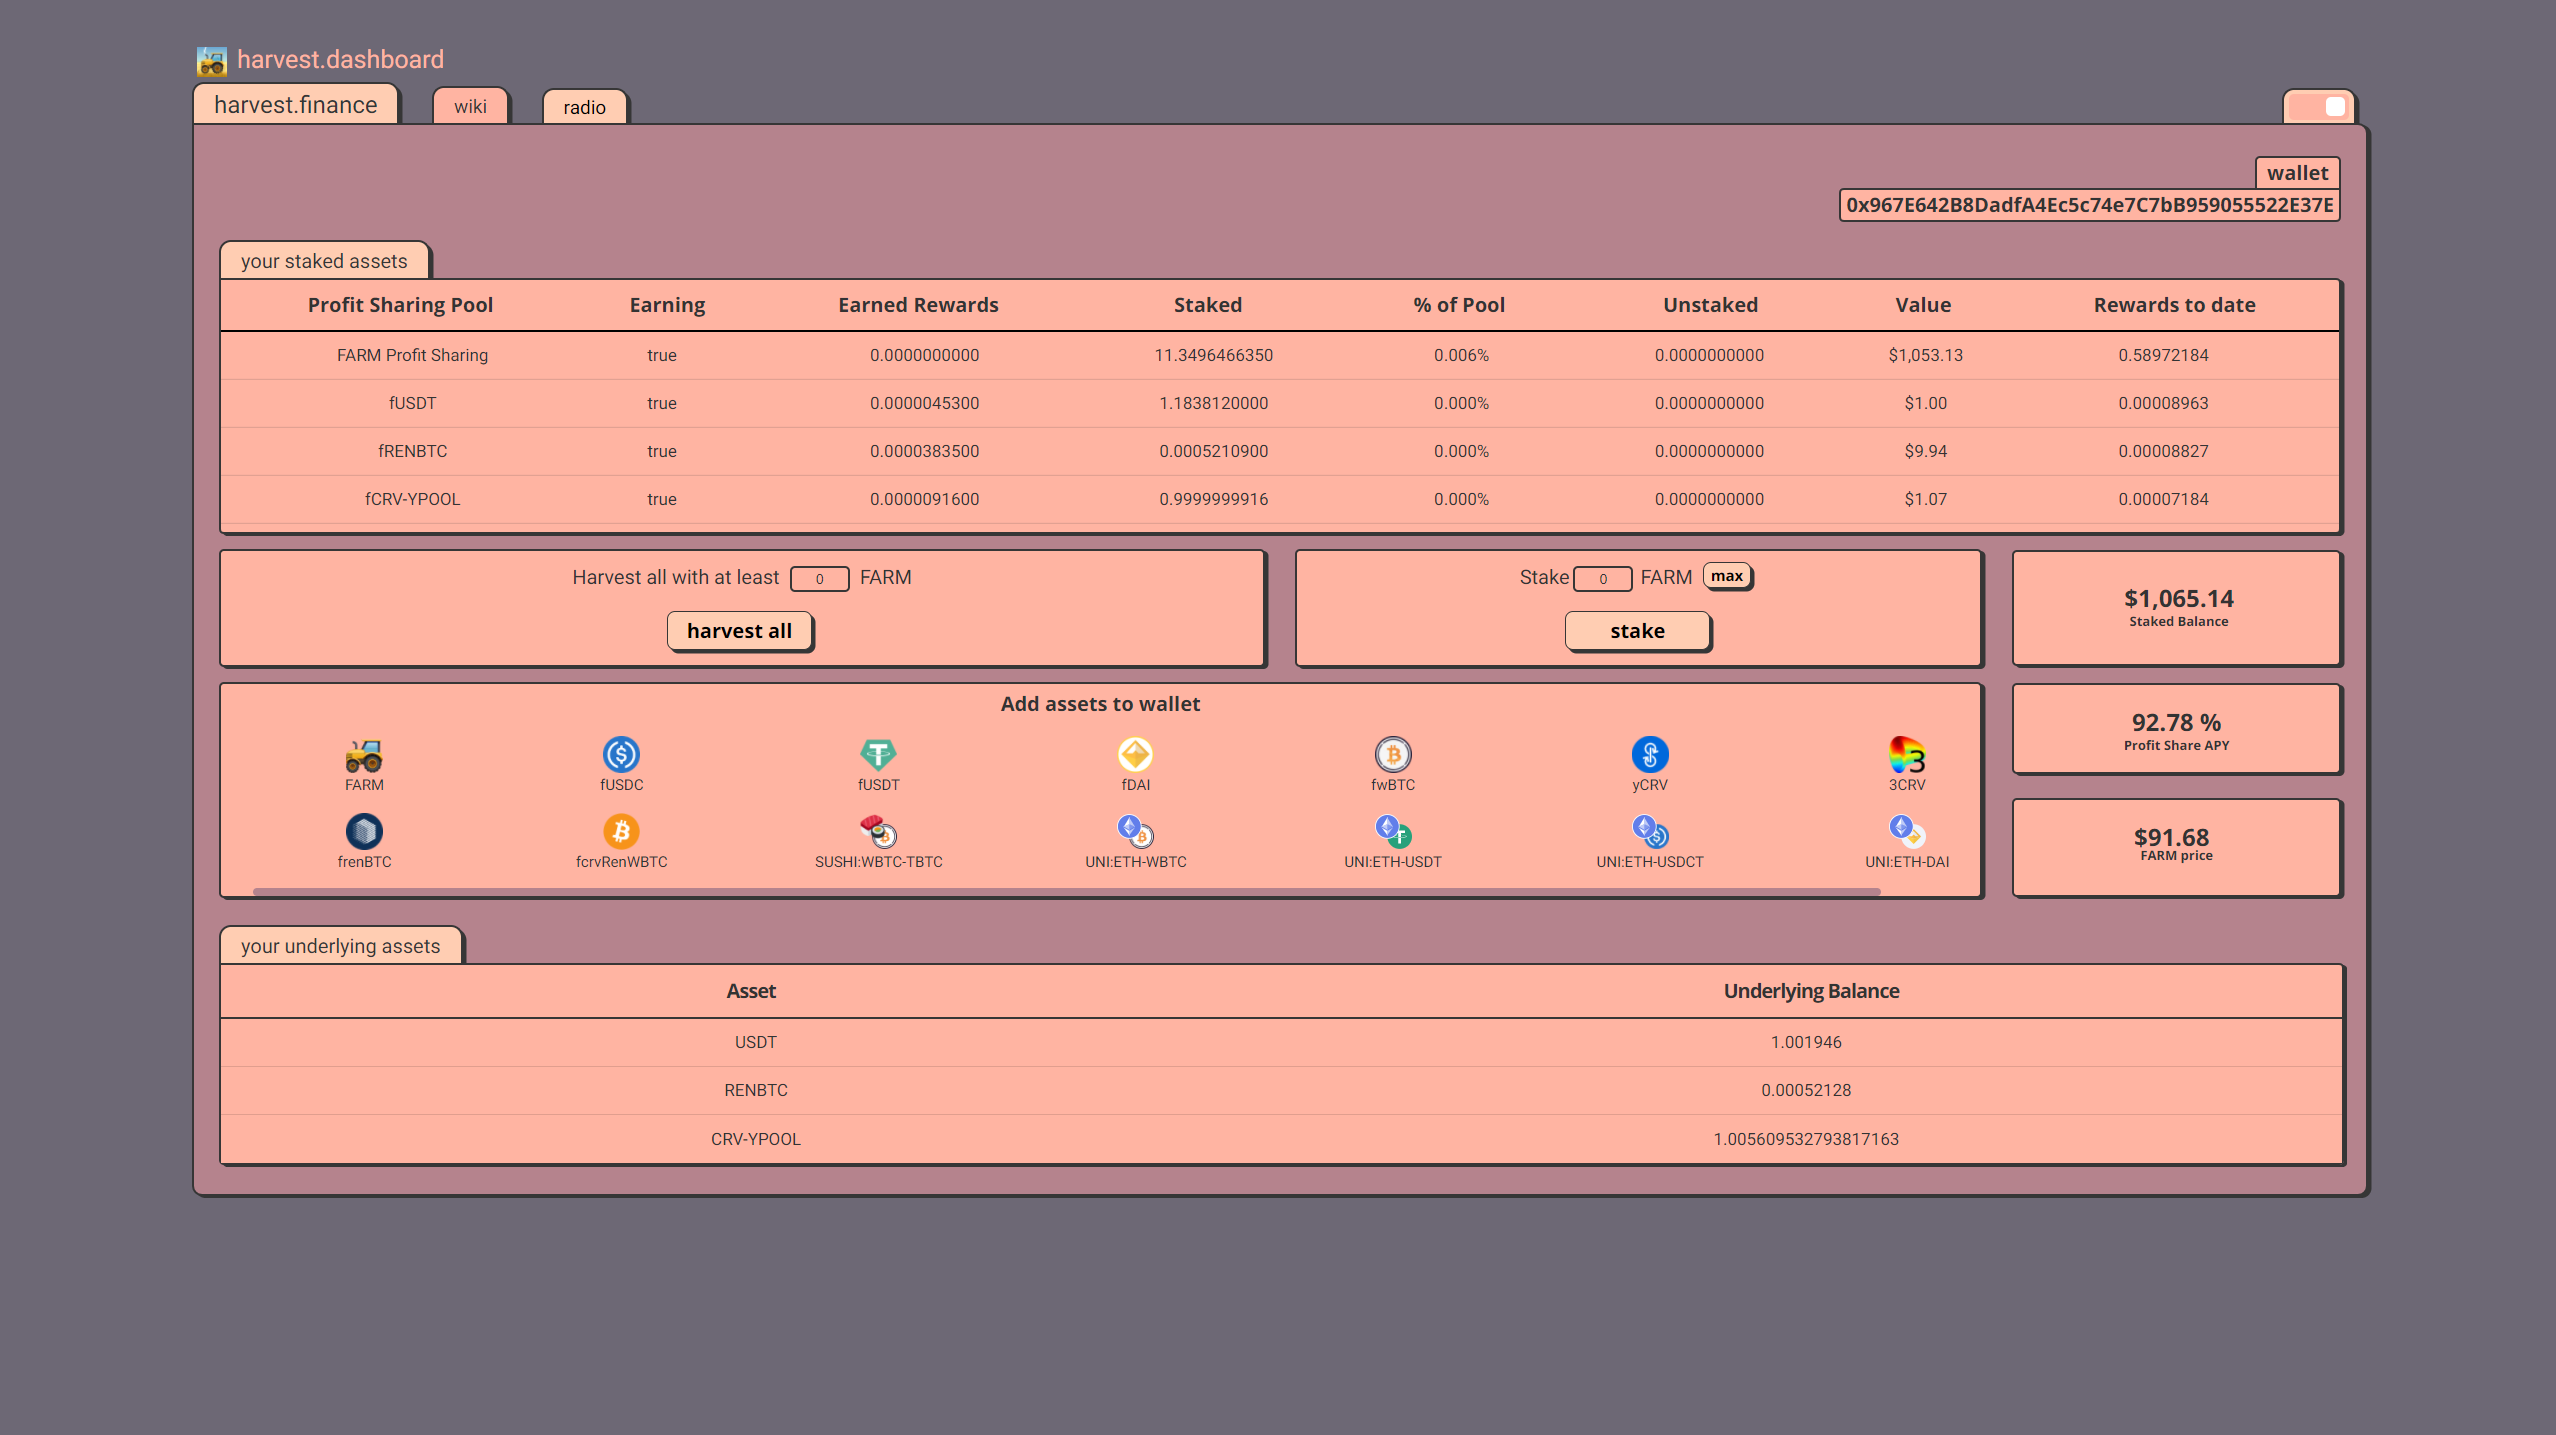 harvest.dashboard
harvest.finance wiki radio
wallet
0x967E642B8DadfA4Ec5c74e7C7bB959055522E37E
your staked assets
Profit Sharing Pool Earning Earned Rewards Staked % of Pool Unstaked Value Rewards to date
FARM Profit Sharing true 0.0000000000 11.3496466350 0.006% 0.0000000000 $1,053.13 0.58972184
fUSDT true 0.0000045300 1.1838120000 0.000% 0.0000000000 $1.00 0.00008963
fRENBTC true 0.0000383500 0.0005210900 0.000% 0.0000000000 $9.94 0.00008827
fCRV-YPOOL true 0.0000091600 0.9999999916 0.000% 0.0000000000 $1.07 0.00007184
Harvest all with at least 0 FARM
harvest all
Stake 0 FARM max
stake
$1,065.14
Staked Balance
Add assets to wallet
FARM fUSDC fUSDT fDAI fwBTC yCRV 3CRV
frenBTC fcrvRenWBTC SUSHI:WBTC-TBTC UNI:ETH-WBTC UNI:ETH-USDT UNI:ETH-USDCT UNI:ETH-DAI
92.78 %
Profit Share APY
$91.68
FARM price
your underlying assets
Asset Underlying Balance
USDT 1.001946
RENBTC 0.00052128
CRV-YPOOL 1.005609532793817163